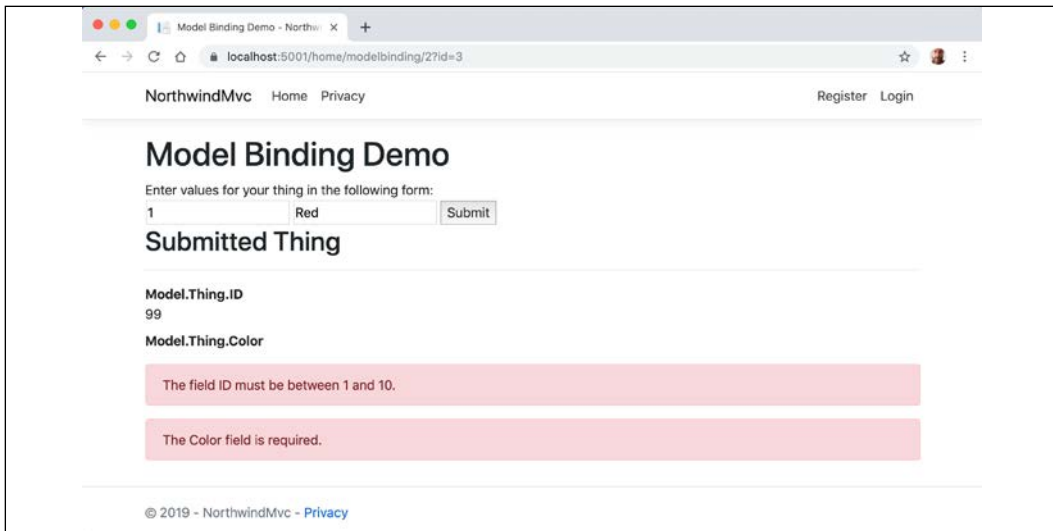 Model Binding Demo - Northw
localhost:5001/home/modelbinding/2?id=3
NorthwindMvc Home Privacy Register Login
Model Binding Demo
Enter values for your thing in the following form:
1 Red Submit
Submitted Thing
Model.Thing.ID
99
Model.Thing.Color
The field ID must be between 1 and 10.
The Color field is required.
© 2019 - NorthwindMvc - Privacy